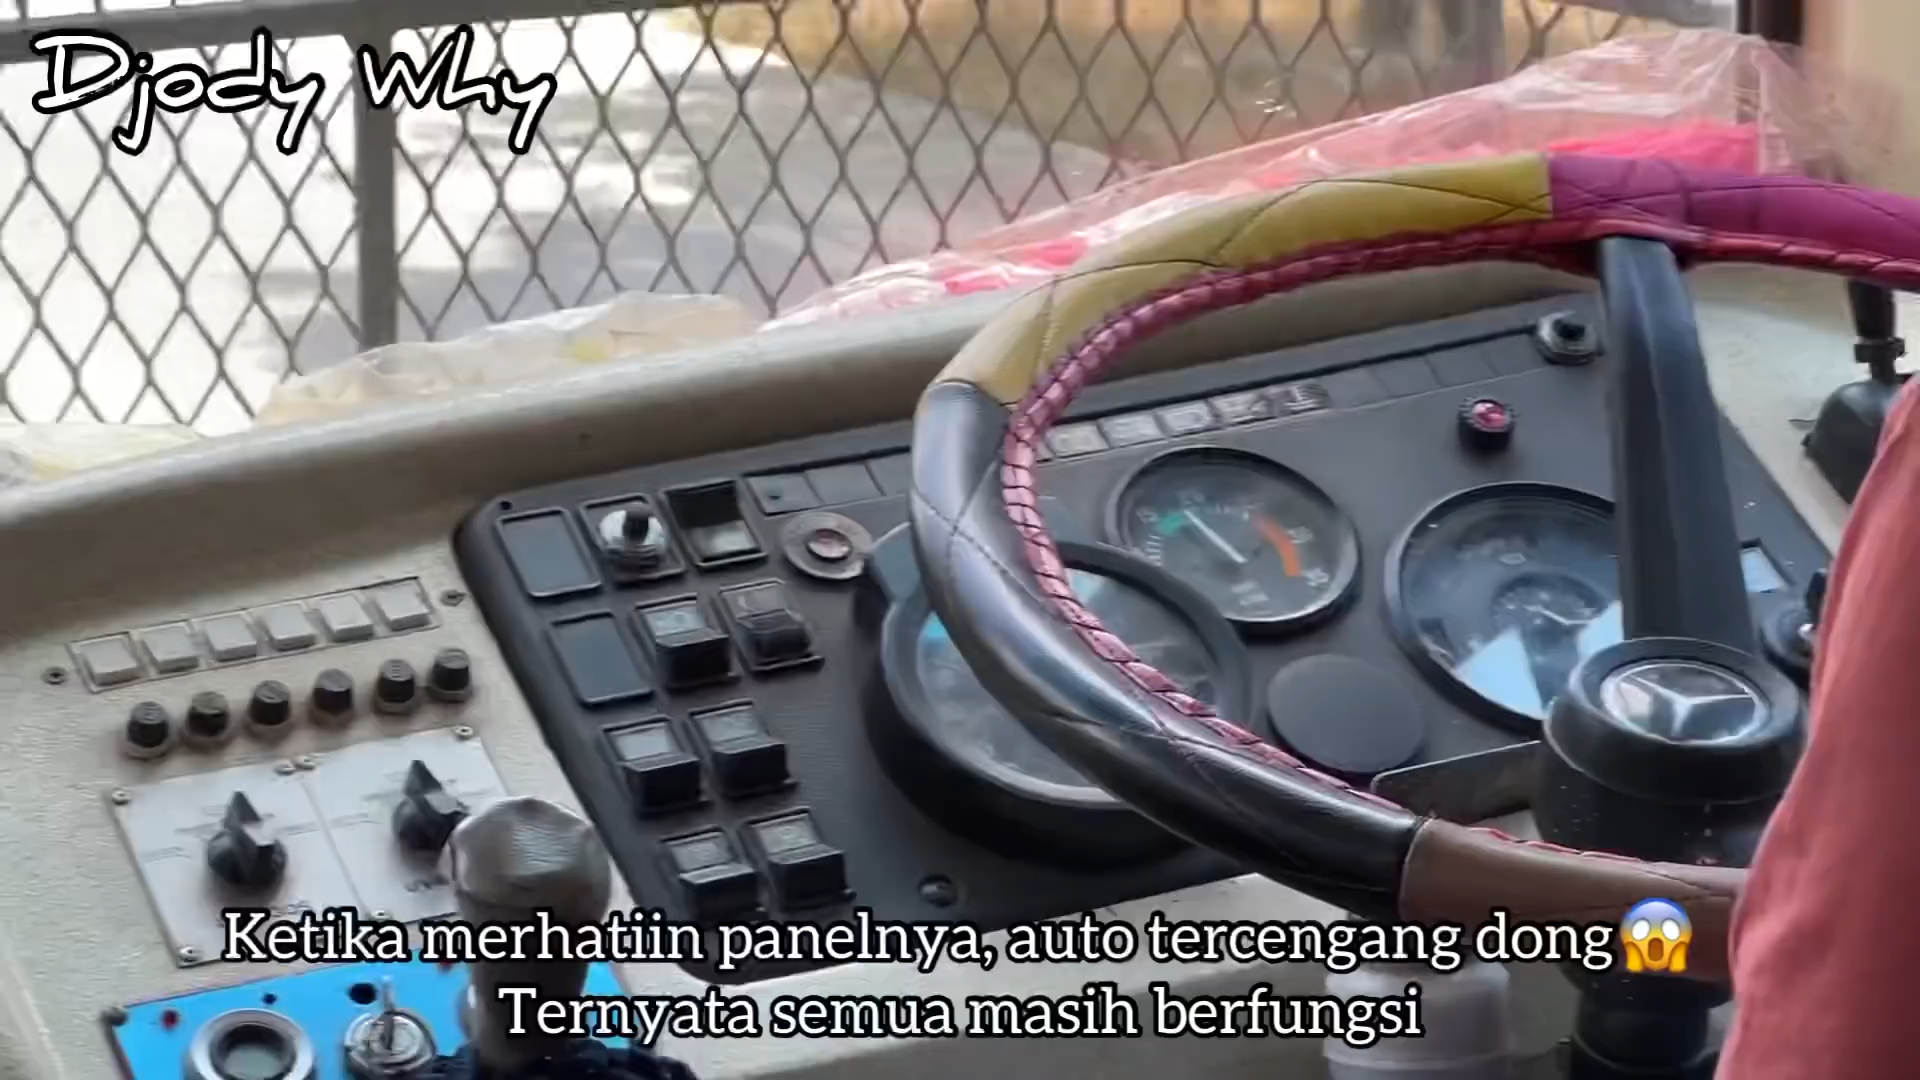 Djody Why
Ketika merhatiin panelnya, auto tercengang dong😱
Ternyata semua masih berfungsi